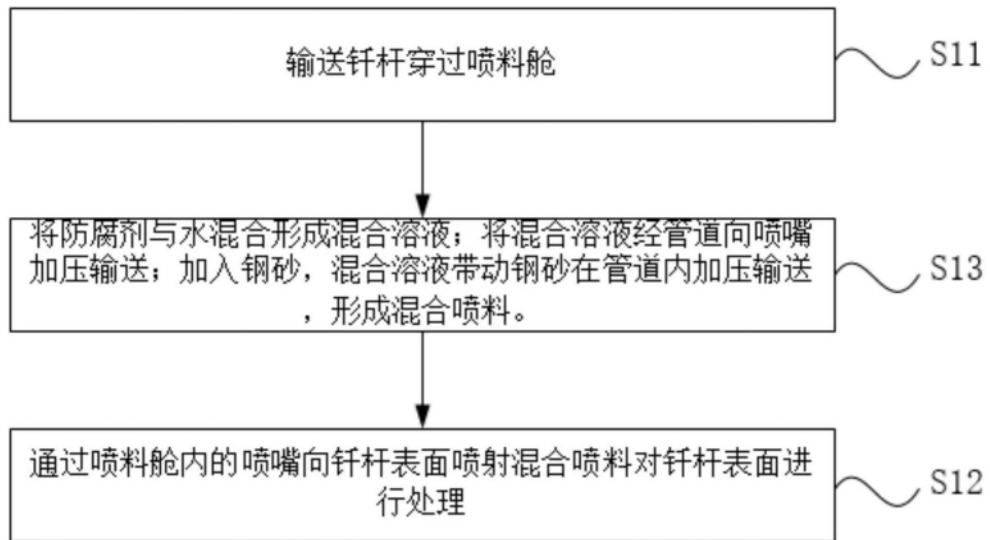 输送钎杆穿过喷料舱
S11
将防腐剂与水混合形成混合溶液；将混合溶液经管道向喷嘴
加压输送；加入钢砂，混合溶液带动钢砂在管道内加压输送
，形成混合喷料。
S13
通过喷料舱内的喷嘴向钎杆表面喷射混合喷料对钎杆表面进
行处理
S12